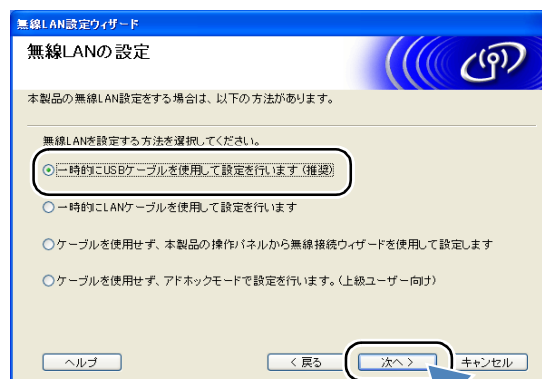 無線LAN設定ウィザード
無線LANの設定
本製品の無線LAN設定をする場合は、以下の方法があります。
無線LANを設定する方法を選択してください。
一時的にUSBケーブルを使用して設定を行います（推奨）
一時的にLANケーブルを使用して設定を行います
ケーブルを使用せず、本製品の操作パネルから無線接続ウィザードを使用して設定します
ケーブルを使用せず、アドホックモードで設定を行います。（上級ユーザー向け）
ヘルプ
< 戻る
次へ >
キャンセル